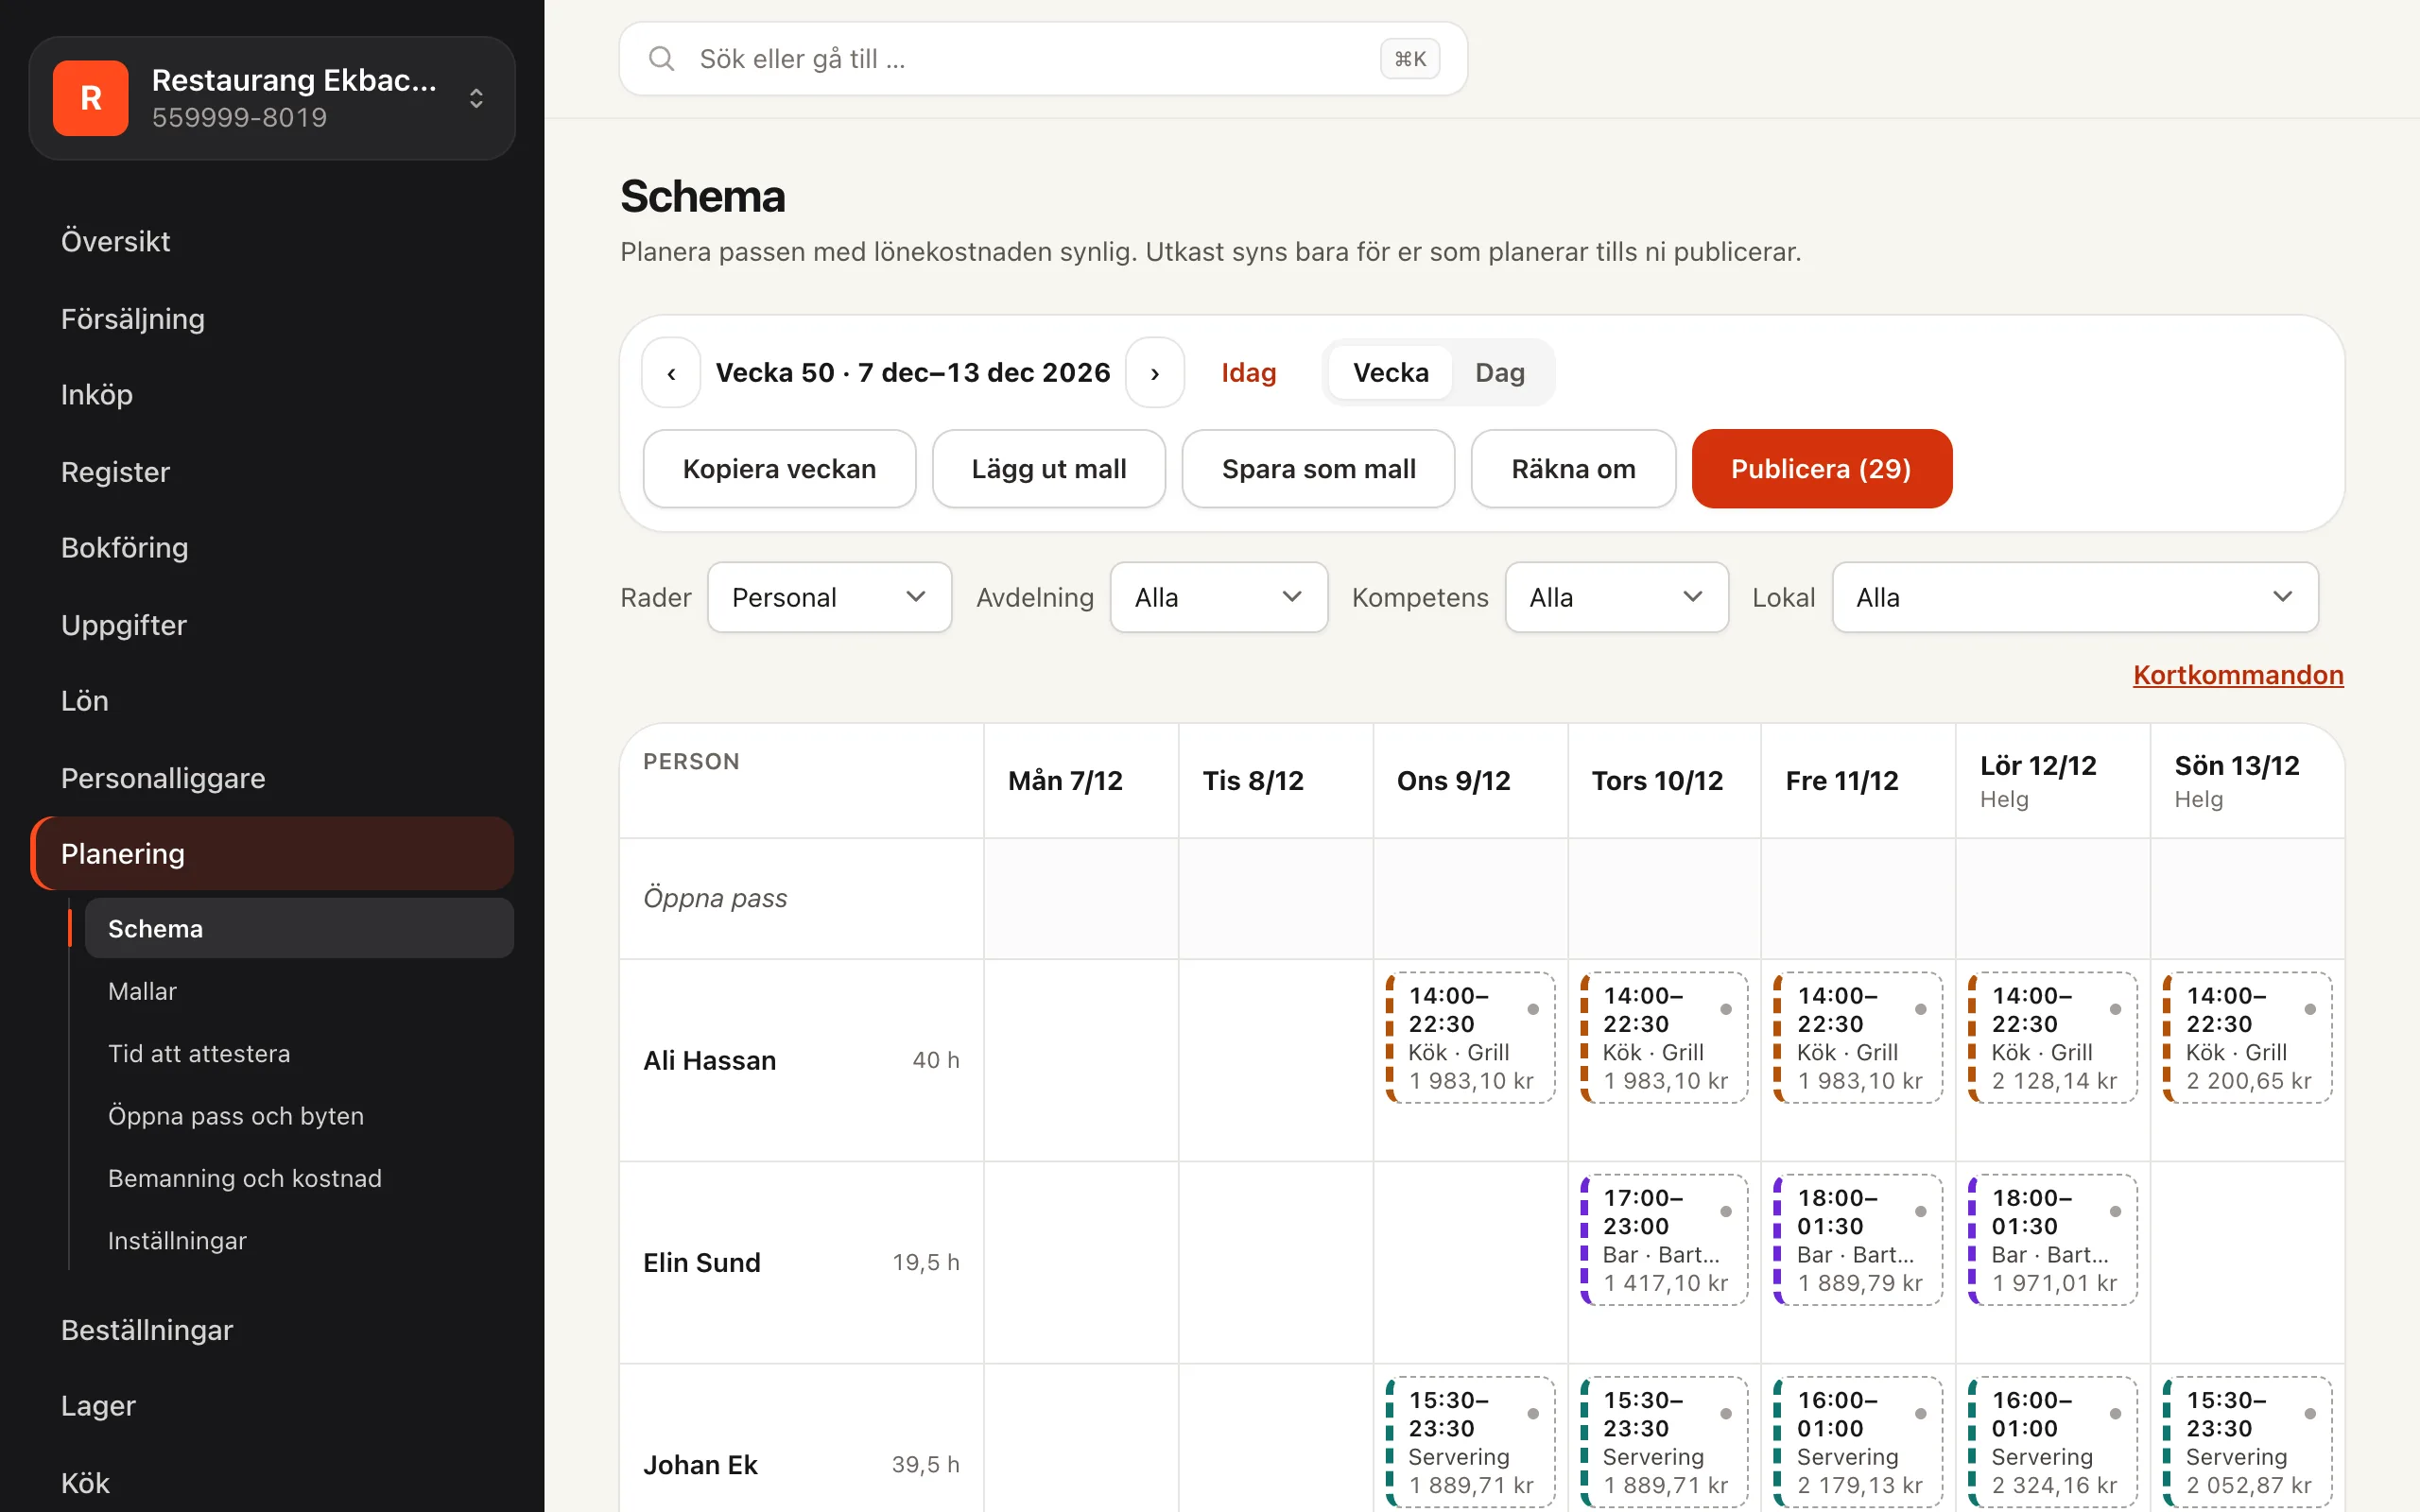 R
Restaurang Ekbac...
559999-8019
Översikt
Försäljning
Inköp
Register
Bokföring
Uppgifter
Lön
Personalliggare
Planering
Schema
Mallar
Tid att attestera
Öppna pass och byten
Bemanning och kostnad
Inställningar
Beställningar
Lager
Kök
Sök eller gå till ...
⌘K
Schema
Planera passen med lönekostnaden synlig. Utkast syns bara för er som planerar tills ni publicerar.
‹ Vecka 50 · 7 dec–13 dec 2026 › Idag Vecka Dag
Kopiera veckan Lägg ut mall Spara som mall Räkna om Publicera (29)
Rader Personal Avdelning Alla Kompetens Alla Lokal Alla
Kortkommandon
PERSON Mån 7/12 Tis 8/12 Ons 9/12 Tors 10/12 Fre 11/12 Lör 12/12 Sön 13/12
Helg Helg
Öppna pass
Ali Hassan 40 h
14:00– 14:00– 14:00– 14:00– 14:00–
22:30 22:30 22:30 22:30 22:30
Kök · Grill Kök · Grill Kök · Grill Kök · Grill Kök · Grill
1 983,10 kr 1 983,10 kr 1 983,10 kr 2 128,14 kr 2 200,65 kr
Elin Sund 19,5 h
17:00– 18:00– 18:00–
23:00 01:30 01:30
Bar · Bart... Bar · Bart... Bar · Bart...
1 417,10 kr 1 889,79 kr 1 971,01 kr
Johan Ek 39,5 h
15:30– 15:30– 16:00– 16:00– 15:30–
23:30 23:30 01:00 01:00 23:30
Servering Servering Servering Servering Servering
1 889,71 kr 1 889,71 kr 2 179,13 kr 2 324,16 kr 2 052,87 kr